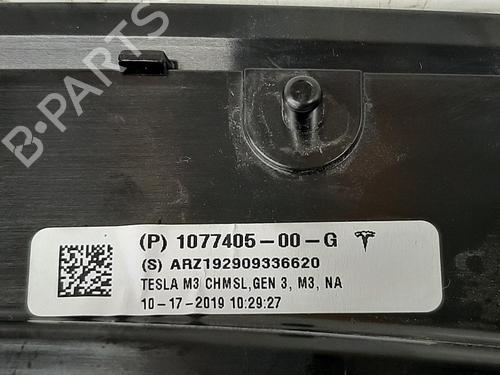 B-PARTS
(P) 1077405-00-G
(S) ARZ192909336620
TESLA M3 CHMSL,GEN 3, M3, NA
10-17-2019 10:29:27